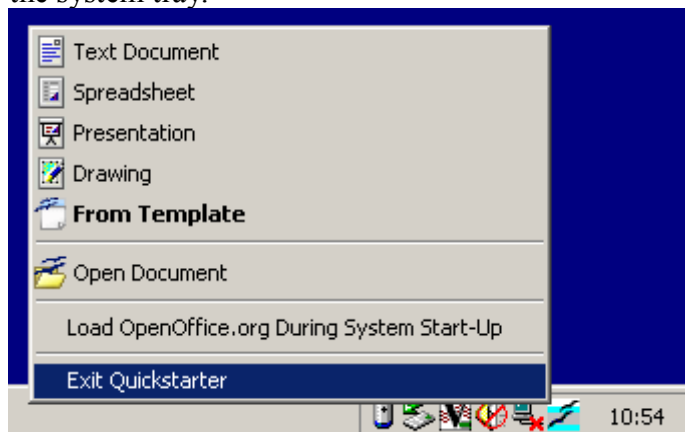 the system tray.
Text Document
Spreadsheet
Presentation
Drawing
From Template
Open Document
Load OpenOffice.org During System Start-Up
Exit Quickstarter
10:54